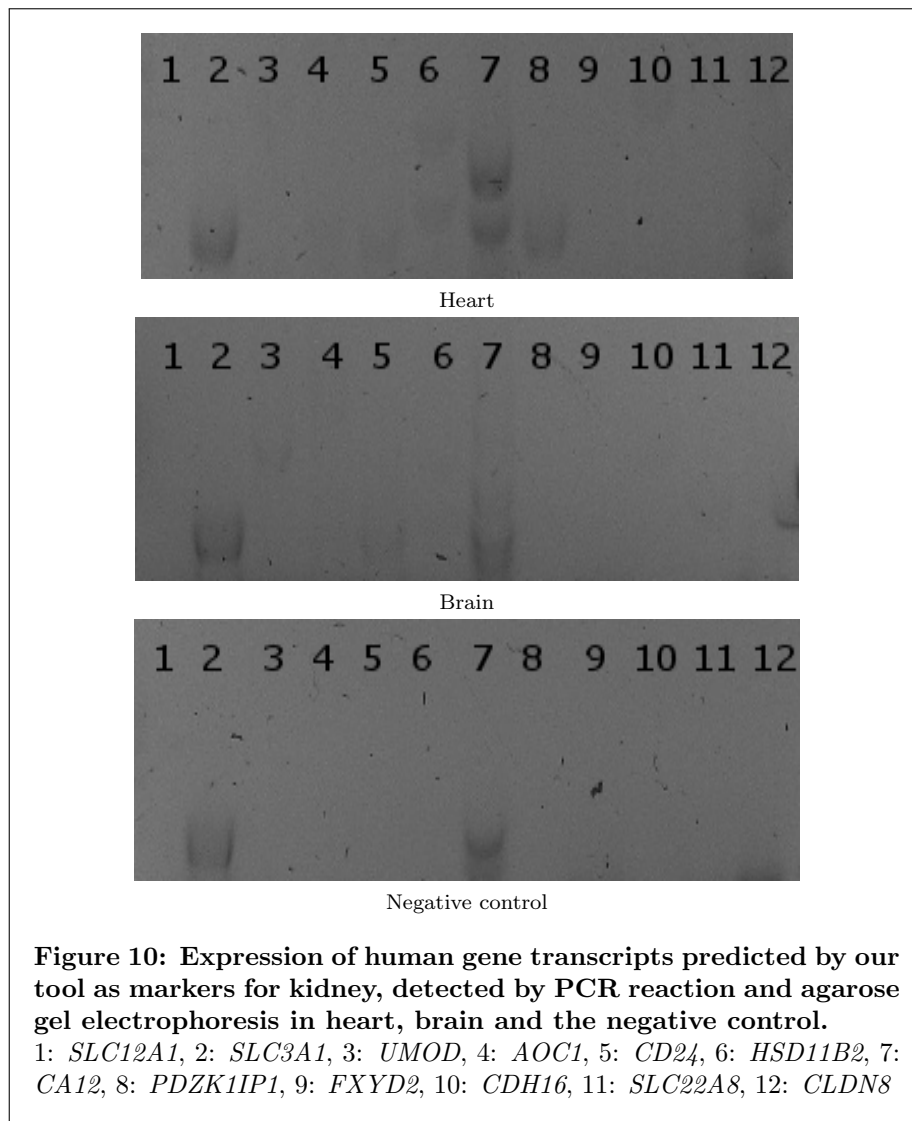 1 2 3 4 5 6 7 8 9 10 11 12
Heart
1 2 3 4 5 6 7 8 9 10 11 12
Brain
1 2 3 4 5 6 7 8 9 10 11 12
Negative control
Figure 10: Expression of human gene transcripts predicted by our
tool as markers for kidney, detected by PCR reaction and agarose
gel electrophoresis in heart, brain and the negative control.
1: SLC12A1, 2: SLC3A1, 3: UMOD, 4: AOC1, 5: CD24, 6: HSD11B2, 7:
CA12, 8: PDZK1IP1, 9: FXYD2, 10: CDH16, 11: SLC22A8, 12: CLDN8